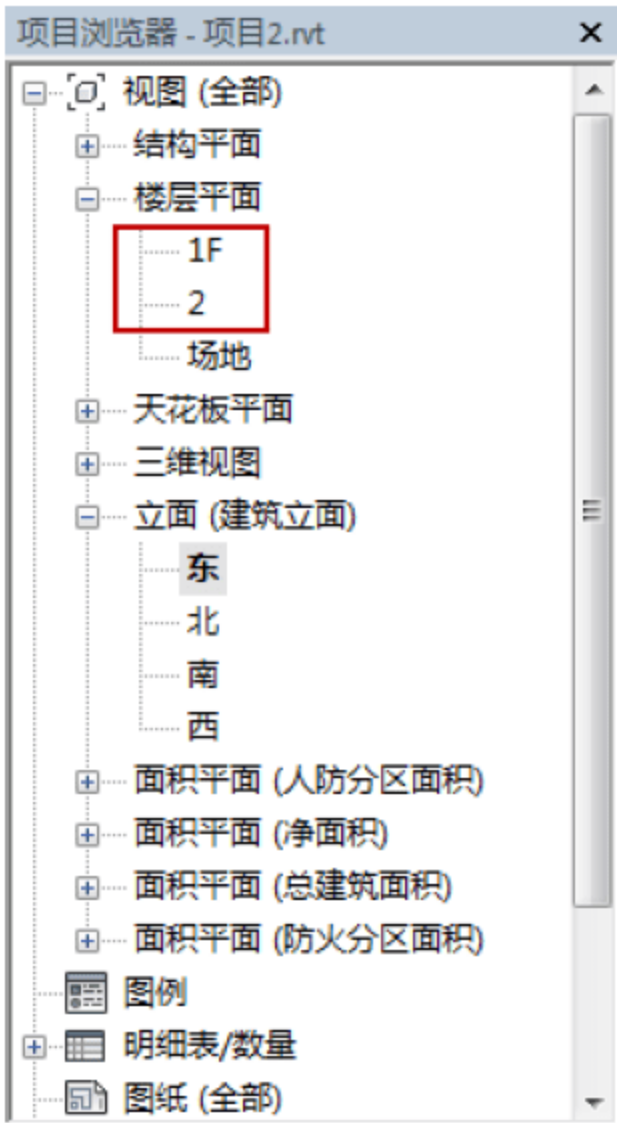 项目浏览器 - 项目2.rvt
视图 (全部)
结构平面
楼层平面
1F
2
场地
天花板平面
三维视图
立面 (建筑立面)
东
北
南
西
面积平面 (人防分区面积)
面积平面 (净面积)
面积平面 (总建筑面积)
面积平面 (防火分区面积)
图例
明细表/数量
图纸 (全部)